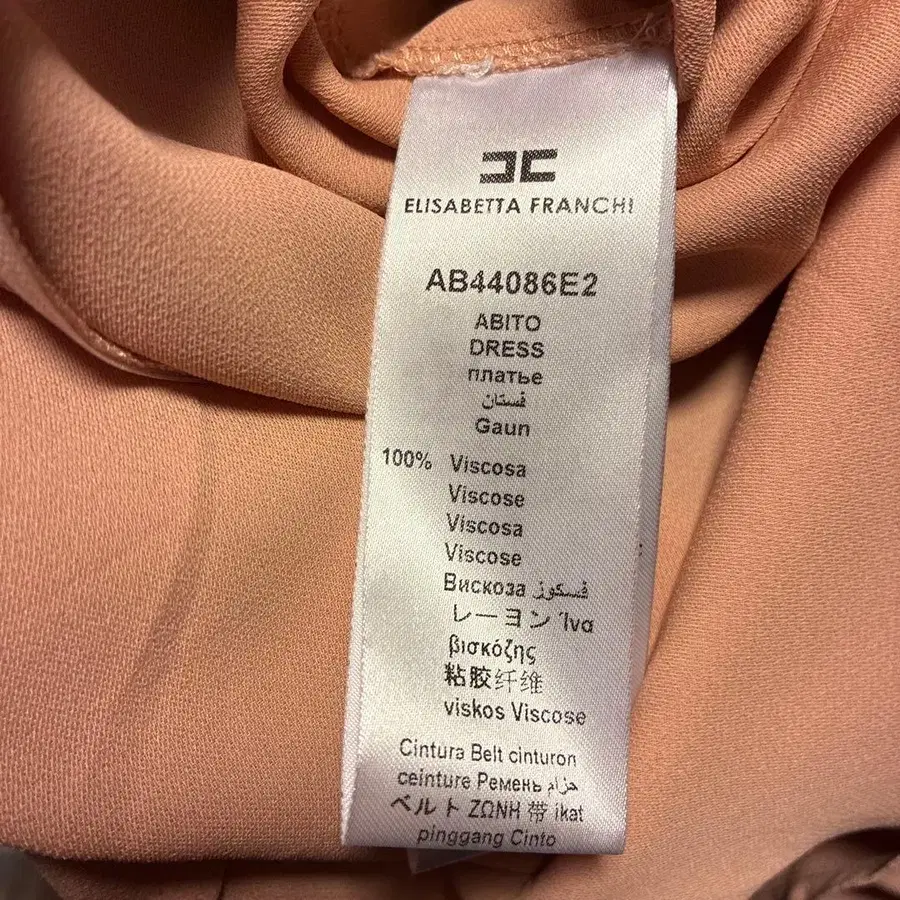 ELISABETTA FRANCHI
AB44086E2
ABITO
DRESS
платье
فستان
Gaun
100% Viscosa
Viscose
Viscosa
Viscose
Вискоза فسكوز
レーヨン Ίνα
βισκόζης
粘胶纤维
viskos Viscose
Cintura Belt cinturon
ceinture Ремень حزام
ベルト ΖΩΝΗ 带 ikat
pinggang Cinto